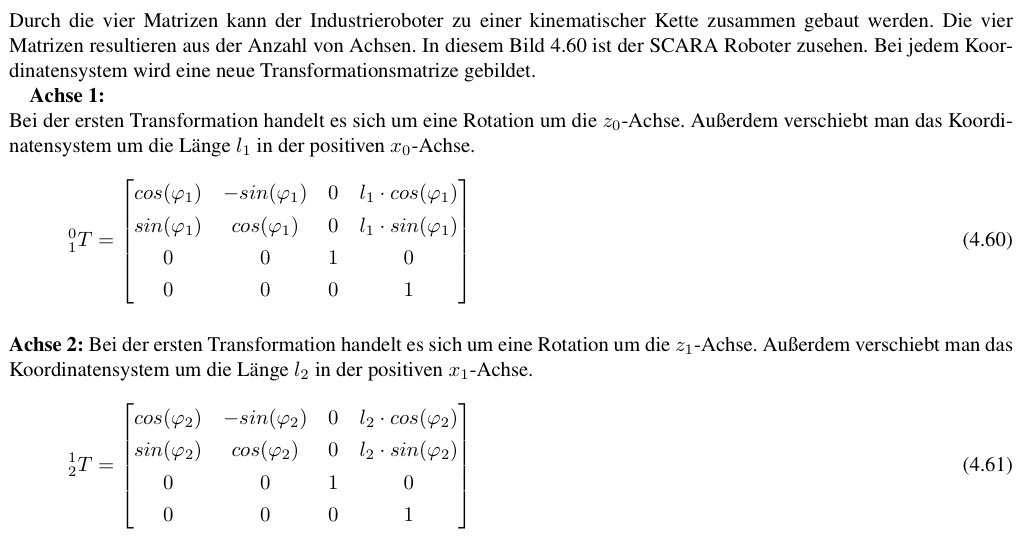 Durch die vier Matrizen kann der Industrieroboter zu einer kinematischer Kette zusammen gebaut werden. Die vier
Matrizen resultieren aus der Anzahl von Achsen. In diesem Bild 4.60 ist der SCARA Roboter zusehen. Bei jedem Koor-
dinatensystem wird eine neue Transformationsmatrize gebildet.
Achse 1:
Bei der ersten Transformation handelt es sich um eine Rotation um die z₀-Achse. Außerdem verschiebt man das Koordi-
natensystem um die Länge l₁ in der positiven x₀-Achse.
cos(φ₁) −sin(φ₁) 0 l₁ · cos(φ₁)
sin(φ₁) cos(φ₁) 0 l₁ · sin(φ₁)
⁰₁T = (4.60)
0 0 1 0
0 0 0 1
Achse 2: Bei der ersten Transformation handelt es sich um eine Rotation um die z₁-Achse. Außerdem verschiebt man das
Koordinatensystem um die Länge l₂ in der positiven x₁-Achse.
cos(φ₂) −sin(φ₂) 0 l₂ · cos(φ₂)
sin(φ₂) cos(φ₂) 0 l₂ · sin(φ₂)
¹₂T = (4.61)
0 0 1 0
0 0 0 1